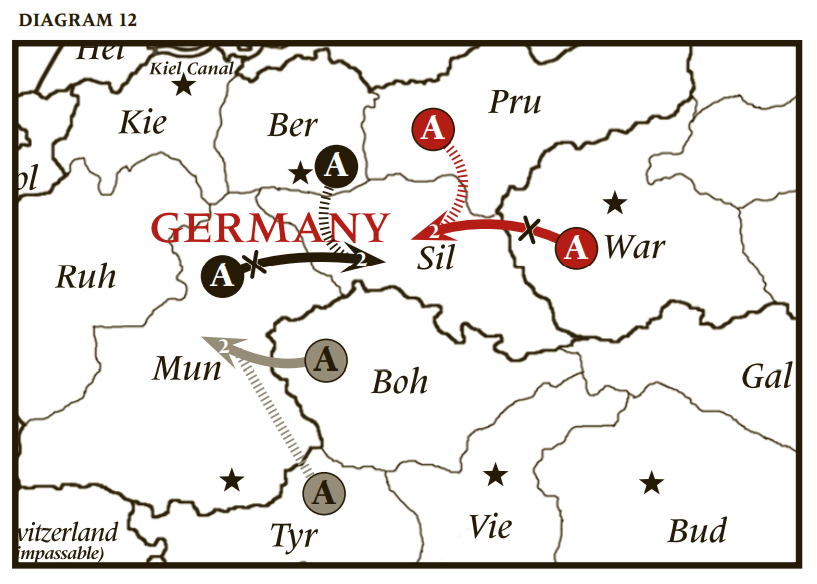 DIAGRAM 12
Hel
Kiel Canal
Kie
Ber
Pru
A
A
ol
GERMANY
2
Sil
A
War
Ruh
A
2
2
Mun
A
Boh
Gal
A
witzerland
impassable)
Tyr
Vie
Bud